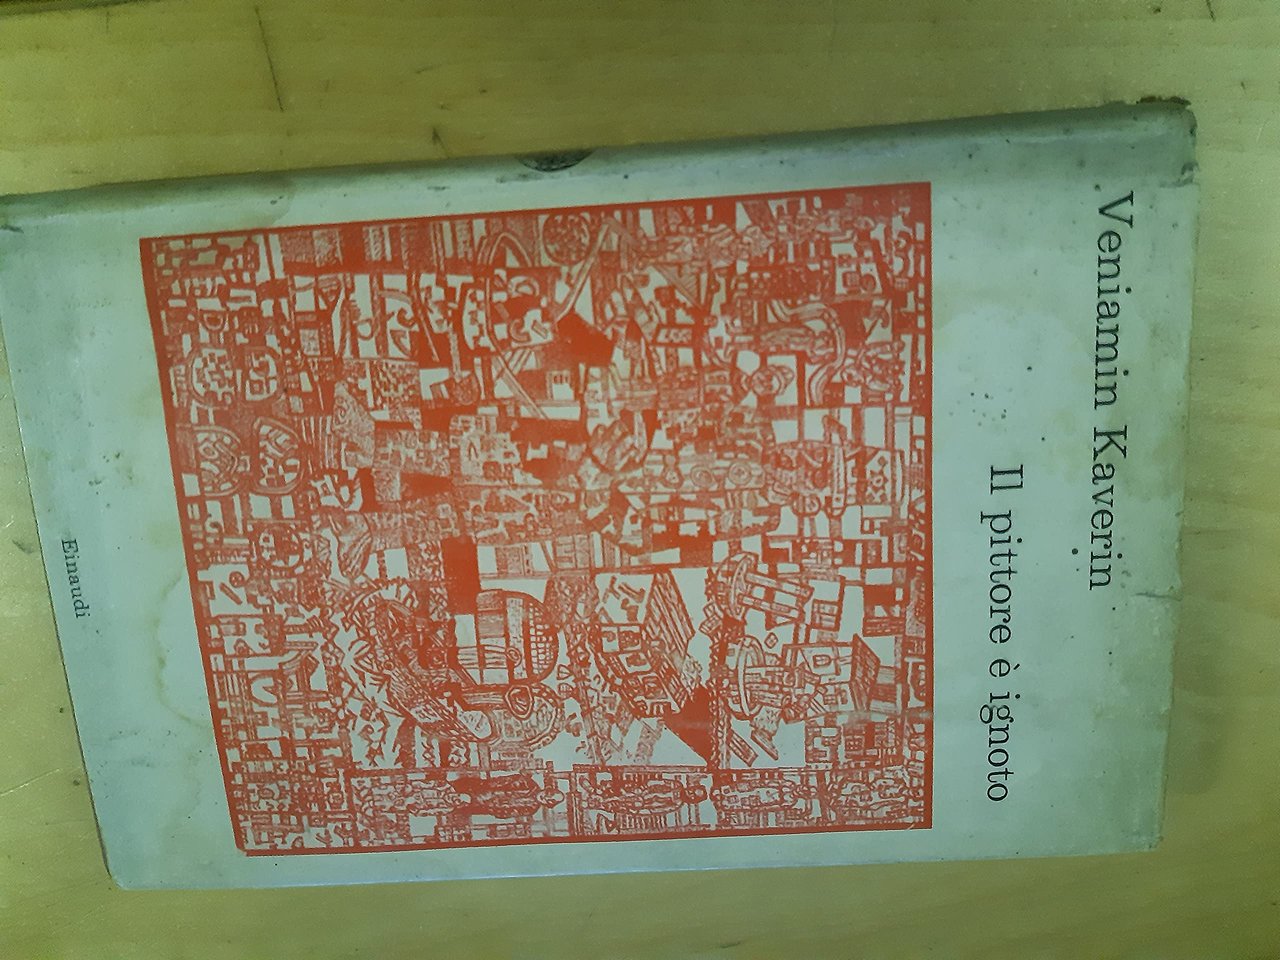 Veniamin Kaverin
Il pittore è ignoto
Einaudi